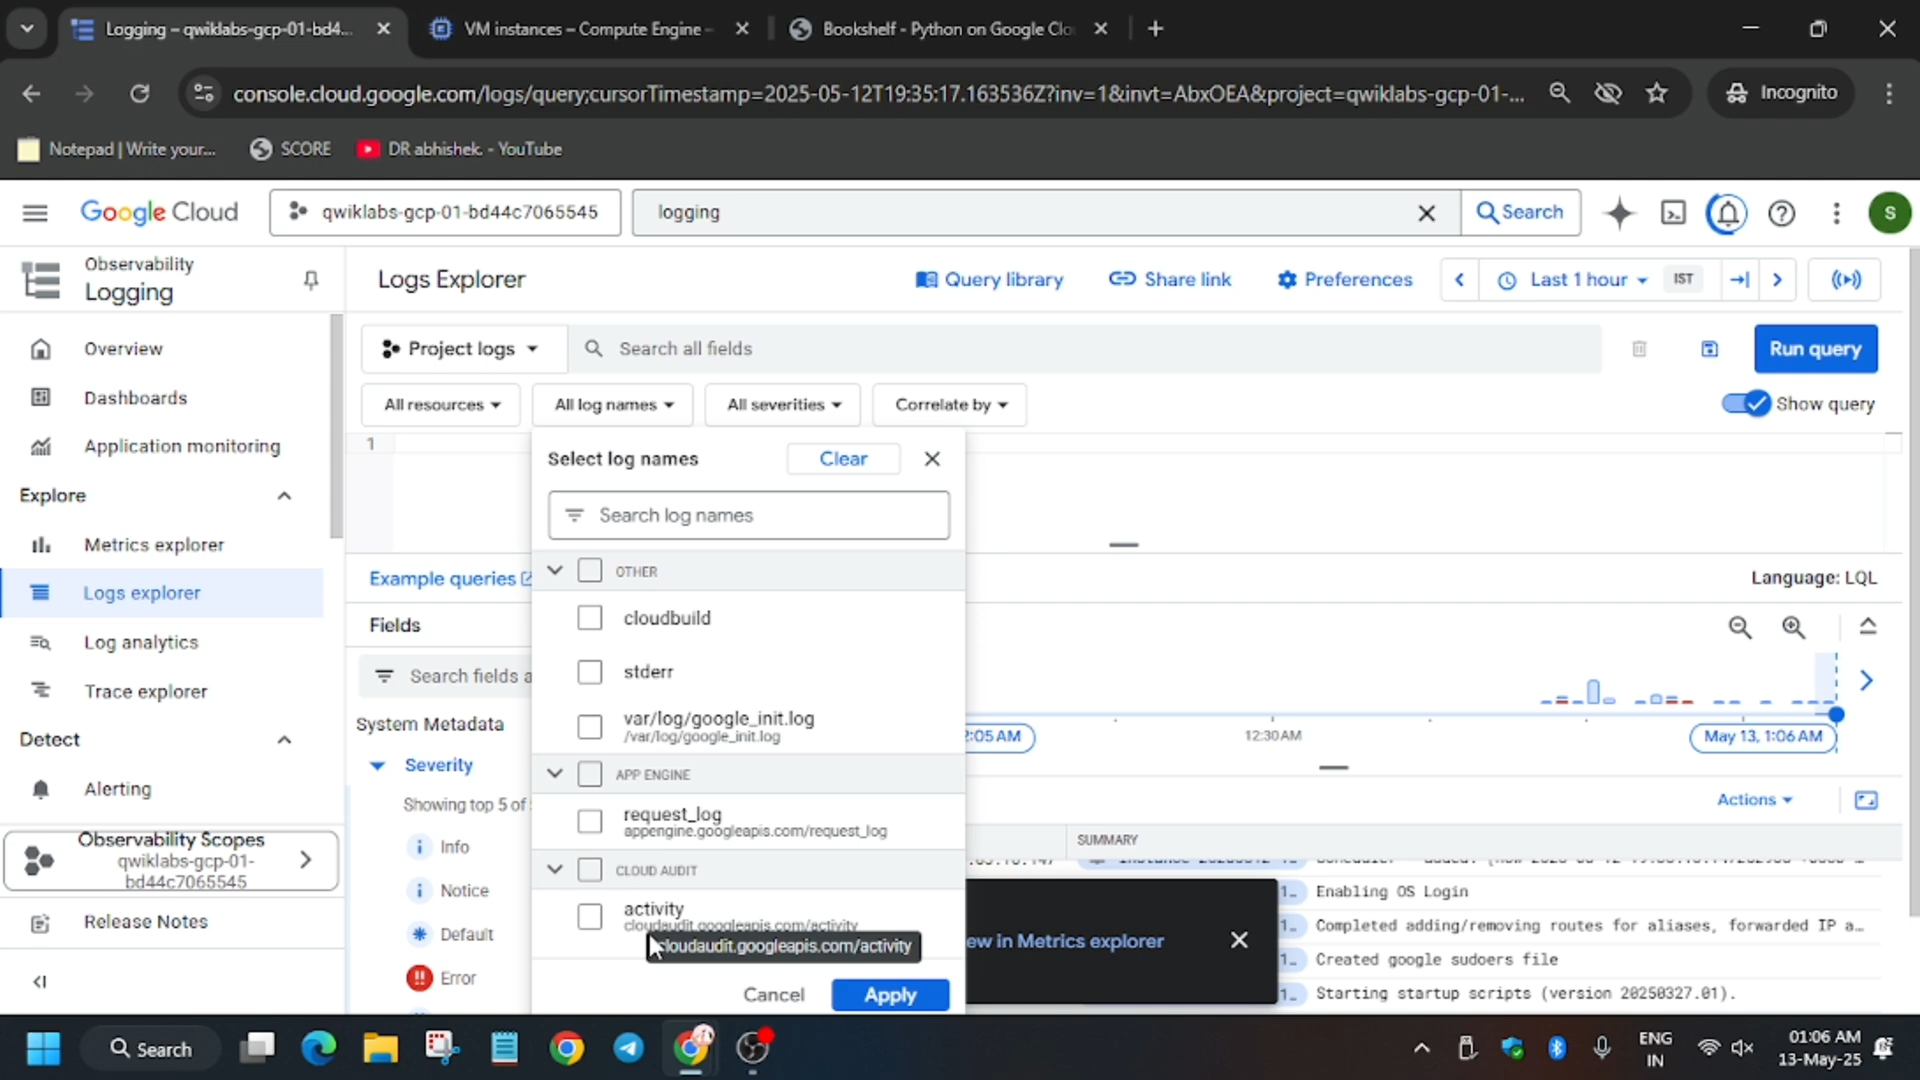 Logging – qwiklabs-gcp-01-bd4...
VM instances – Compute Engine –
Bookshelf - Python on Google Clo
console.cloud.google.com/logs/query;cursorTimestamp=2025-05-12T19:35:17.163536Z?inv=1&invt=AbxOEA&project=qwiklabs-gcp-01-...
Incognito
Notepad | Write your...
SCORE
DR abhishek. - YouTube
Google Cloud
qwiklabs-gcp-01-bd44c7065545
logging
Search
S
Observability
Logging
Logs Explorer
Query library
Share link
Preferences
Last 1 hour
IST
Overview
Dashboards
Application monitoring
Explore
Metrics explorer
Logs explorer
Log analytics
Trace explorer
Detect
Alerting
Observability Scopes
qwiklabs-gcp-01-
bd44c7065545
Release Notes
Project logs
Search all fields
Run query
All resources
All log names
All severities
Correlate by
Show query
1
Select log names
Clear
Search log names
OTHER
cloudbuild
stderr
var/log/google_init.log
/var/log/google_init.log
APP ENGINE
request_log
appengine.googleapis.com/request_log
CLOUD AUDIT
activity
cloudaudit.googleapis.com/activity
cloudaudit.googleapis.com/activity
Cancel
Apply
Example queries
Language: LQL
Fields
Search fields a
System Metadata
Severity
Showing top 5 of
Info
Notice
Default
Error
2:05 AM
12:30 AM
May 13, 1:06 AM
Actions
SUMMARY
1… Enabling OS Login
1… Completed adding/removing routes for aliases, forwarded IP a…
1… Created google sudoers file
1… Starting startup scripts (version 20250327.01).
ew in Metrics explorer
Search
ENG
IN
01:06 AM
13-May-25